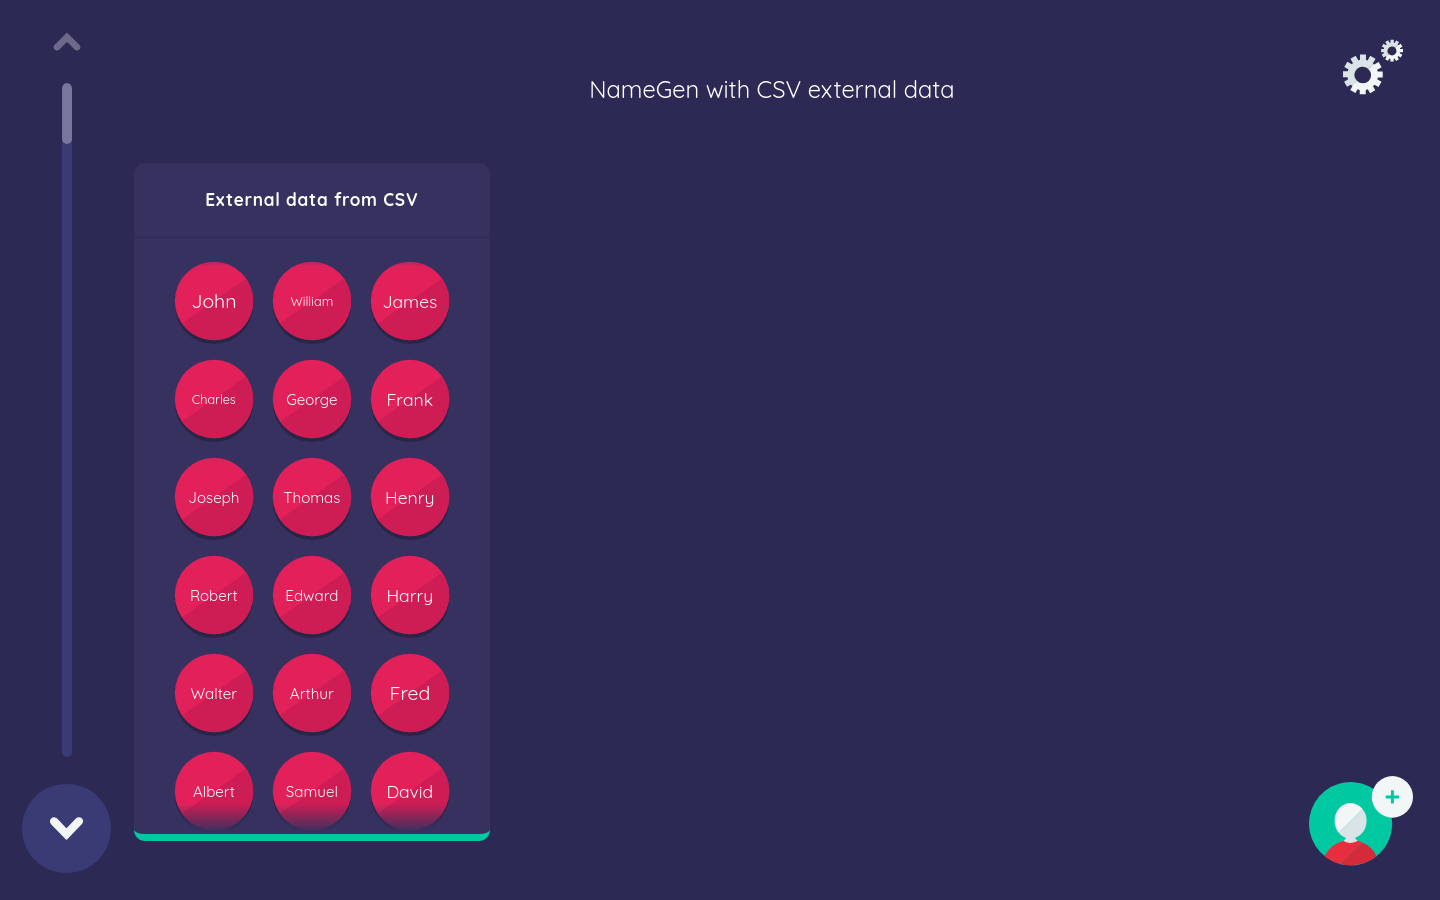 NameGen with CSV external data
External data from CSV
John
William
James
Charles
George
Frank
Joseph
Thomas
Henry
Robert
Edward
Harry
Walter
Arthur
Fred
Albert
Samuel
David